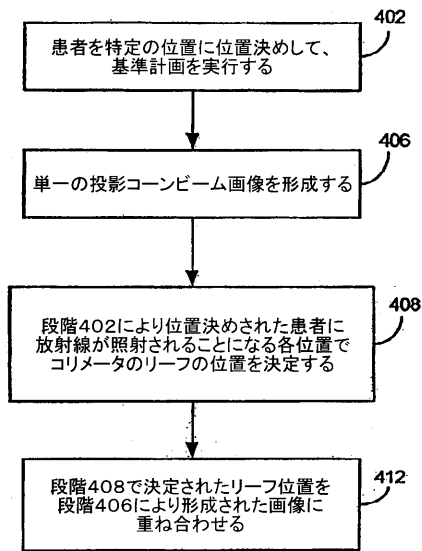 402
患者を特定の位置に位置決めして、
基準計画を実行する
406
単一の投影コーンビーム画像を形成する
408
段階402により位置決めされた患者に
放射線が照射されることになる各位置で
コリメータのリーフの位置を決定する
412
段階408で決定されたリーフ位置を
段階406により形成された画像に
重ね合わせる